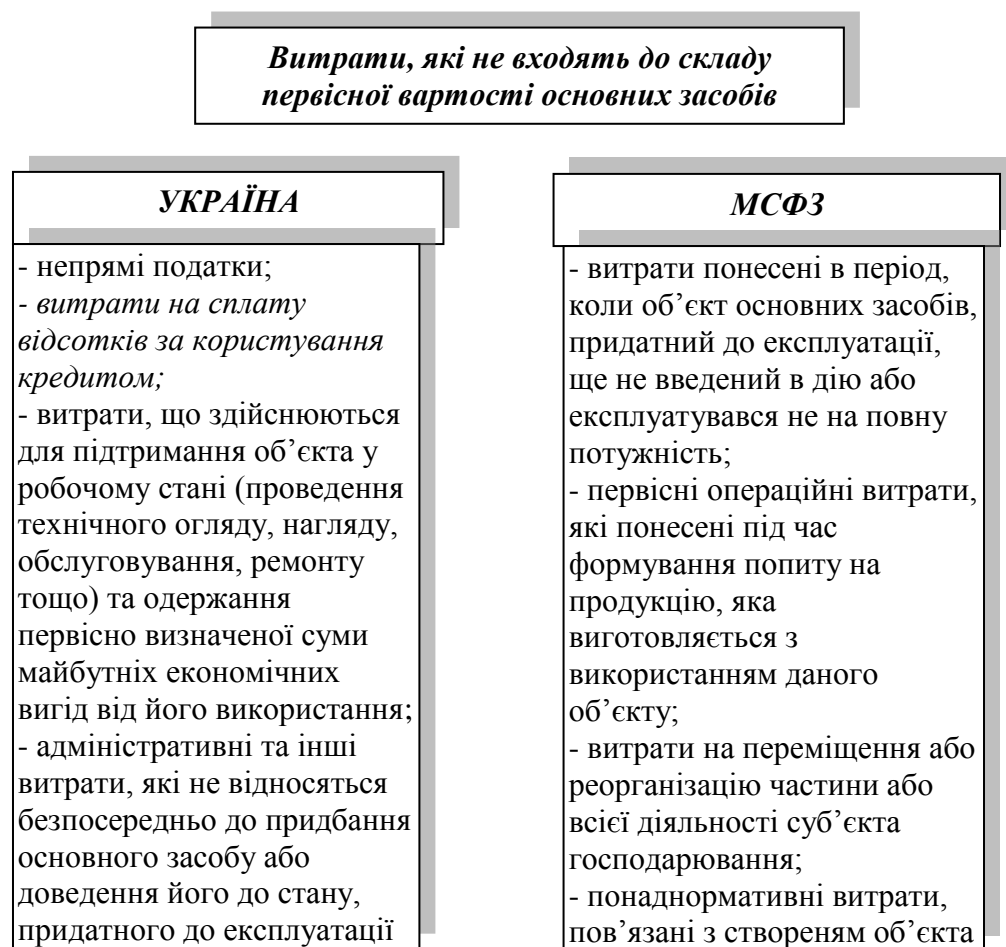 Витрати, які не входять до складу
первісної вартості основних засобів
УКРАЇНА
- непрямі податки;
- витрати на сплату
відсотків за користування
кредитом;
- витрати, що здійснюються
для підтримання об’єкта у
робочому стані (проведення
технічного огляду, нагляду,
обслуговування, ремонту
тощо) та одержання
первісно визначеної суми
майбутніх економічних
вигід від його використання;
- адміністративні та інші
витрати, які не відносяться
безпосередньо до придбання
основного засобу або
доведення його до стану,
придатного до експлуатації
МСФЗ
- витрати понесені в період,
коли об’єкт основних засобів,
придатний до експлуатації,
ще не введений в дію або
експлуатувався не на повну
потужність;
- первісні операційні витрати,
які понесені під час
формування попиту на
продукцію, яка
виготовляється з
використанням даного
об’єкту;
- витрати на переміщення або
реорганізацію частини або
всієї діяльності суб’єкта
господарювання;
- понаднормативні витрати,
пов’язані з створеням об’єкта